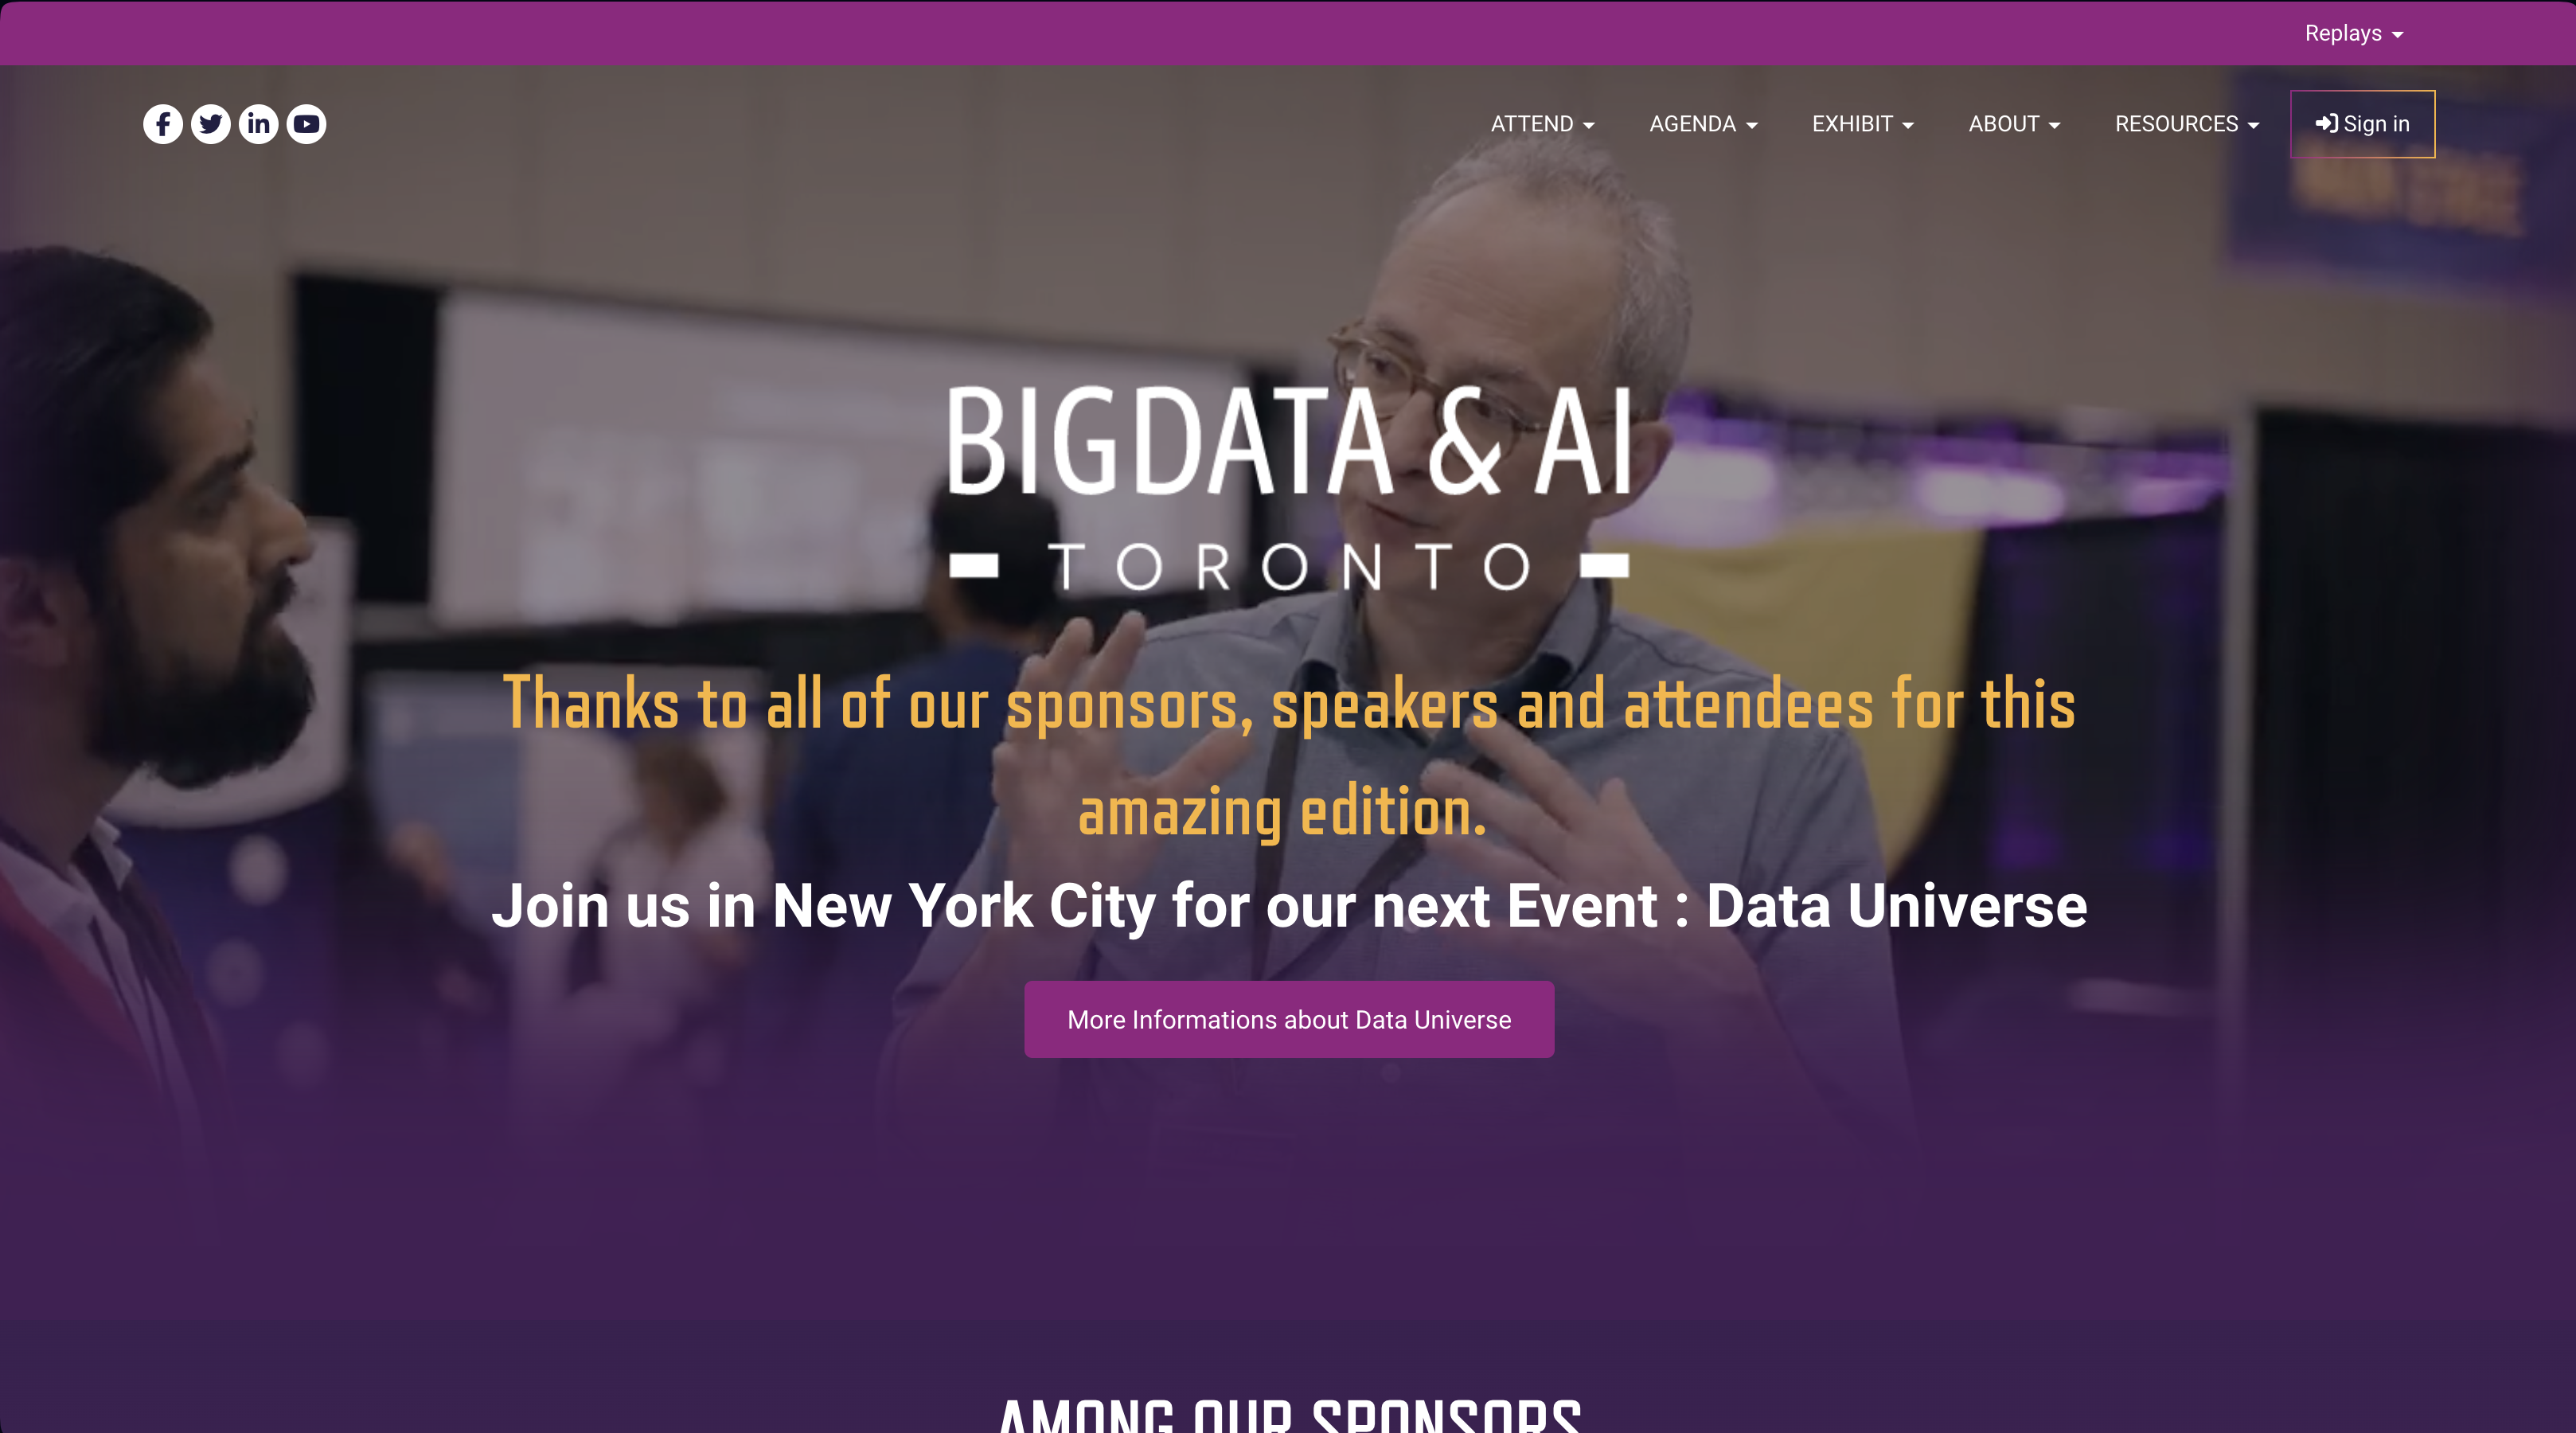 Replays
ATTEND AGENDA EXHIBIT ABOUT RESOURCES Sign in
BIGDATA & AI
TORONTO
Thanks to all of our sponsors, speakers and attendees for this
amazing edition.
Join us in New York City for our next Event : Data Universe
More Informations about Data Universe
AMONG OUR SPONSORS